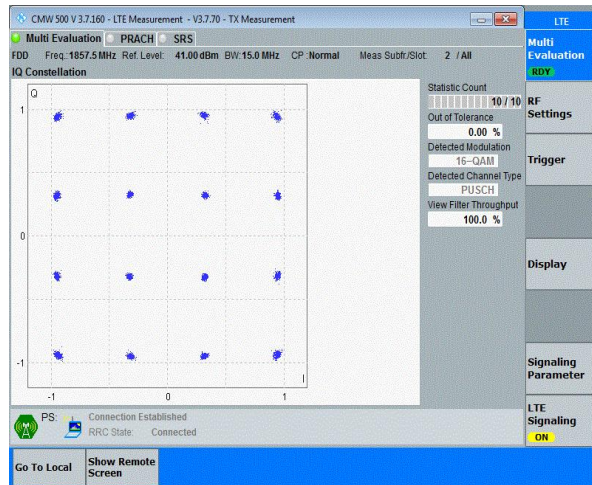 CMW 500 V 3.7.160 - LTE Measurement - V3.7.70 - TX Measurement
LTE
Multi Evaluation PRACH SRS
Multi
Evaluation
RDY
FDD Freq.: 1857.5 MHz Ref. Level: 41.00 dBm BW: 15.0 MHz CP : Normal Meas Subfr./Slot: 2 / All
IQ Constellation
Statistic Count
10 / 10
Out of Tolerance
0.00 %
Detected Modulation
16-QAM
Detected Channel Type
PUSCH
View Filter Throughput
100.0 %
Q
1
0
-1
I
-1 0 1
RF
Settings
Trigger
Display
Signaling
Parameter
LTE
Signaling
ON
PS: Connection Established
RRC State: Connected
Go To Local
Show Remote
Screen